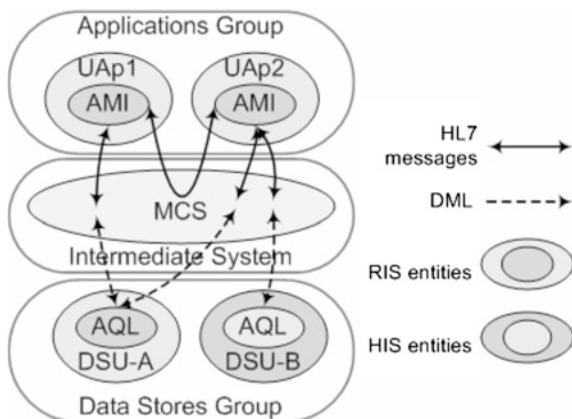 Applications Group
UAp1 UAp2
AMI AMI
MCS
Intermediate System
AQL AQL
DSU-A DSU-B
Data Stores Group
HL7
messages
DML
RIS entities
HIS entities